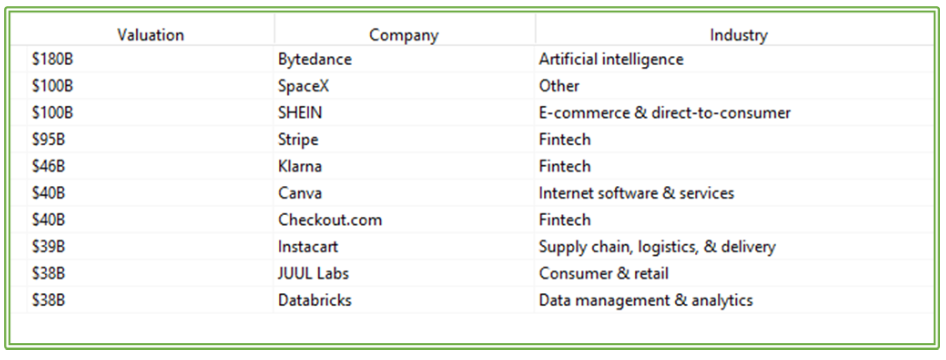 Valuation Company Industry
$180B Bytedance Artificial intelligence
$100B SpaceX Other
$100B SHEIN E-commerce & direct-to-consumer
$95B Stripe Fintech
$46B Klarna Fintech
$40B Canva Internet software & services
$40B Checkout.com Fintech
$39B Instacart Supply chain, logistics, & delivery
$38B JUUL Labs Consumer & retail
$38B Databricks Data management & analytics